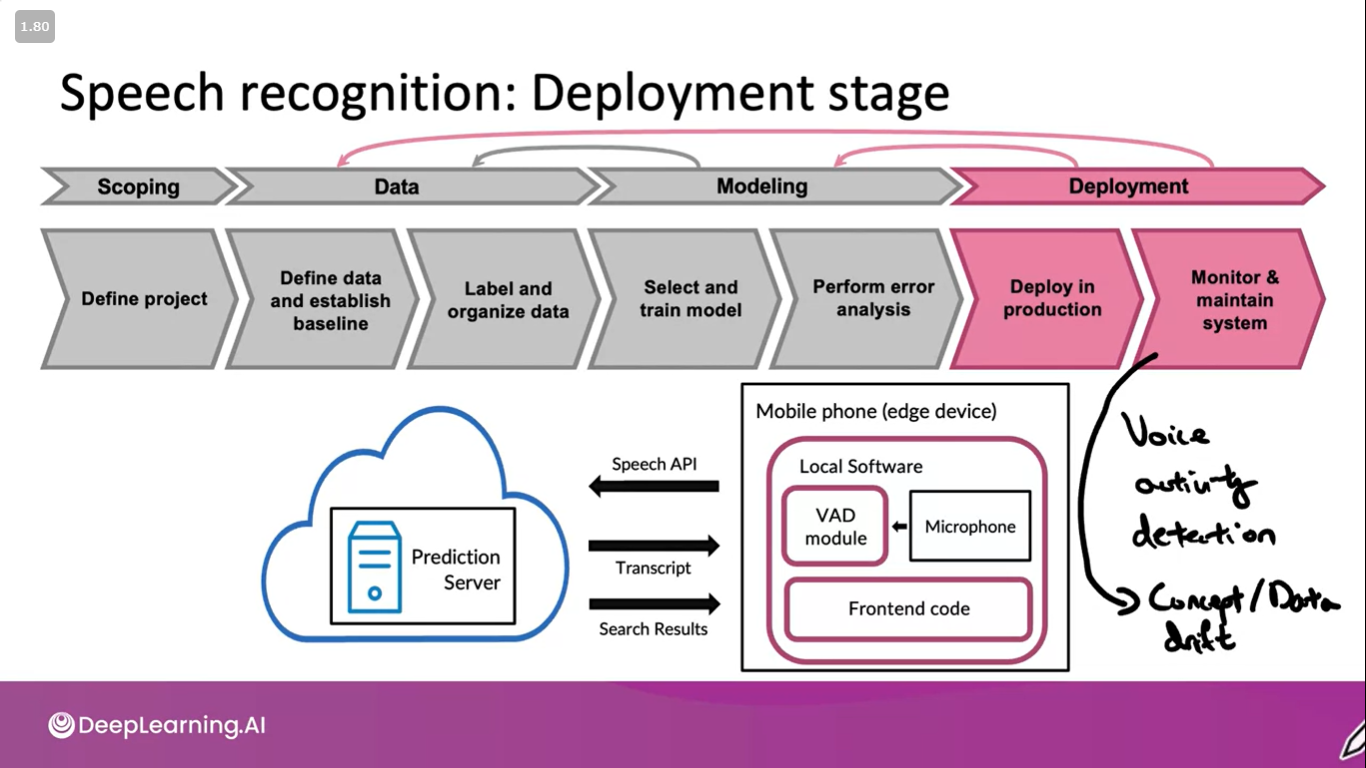 1.80
Speech recognition: Deployment stage
Scoping
Data
Modeling
Deployment
Define project
Define data
and establish
baseline
Label and
organize data
Select and
train model
Perform error
analysis
Deploy in
production
Monitor &
maintain
system
Prediction
Server
Speech API
Transcript
Search Results
Mobile phone (edge device)
Local Software
VAD
module
Microphone
Frontend code
Voice
activity
detection
Concept/Data
drift
DeepLearning.AI